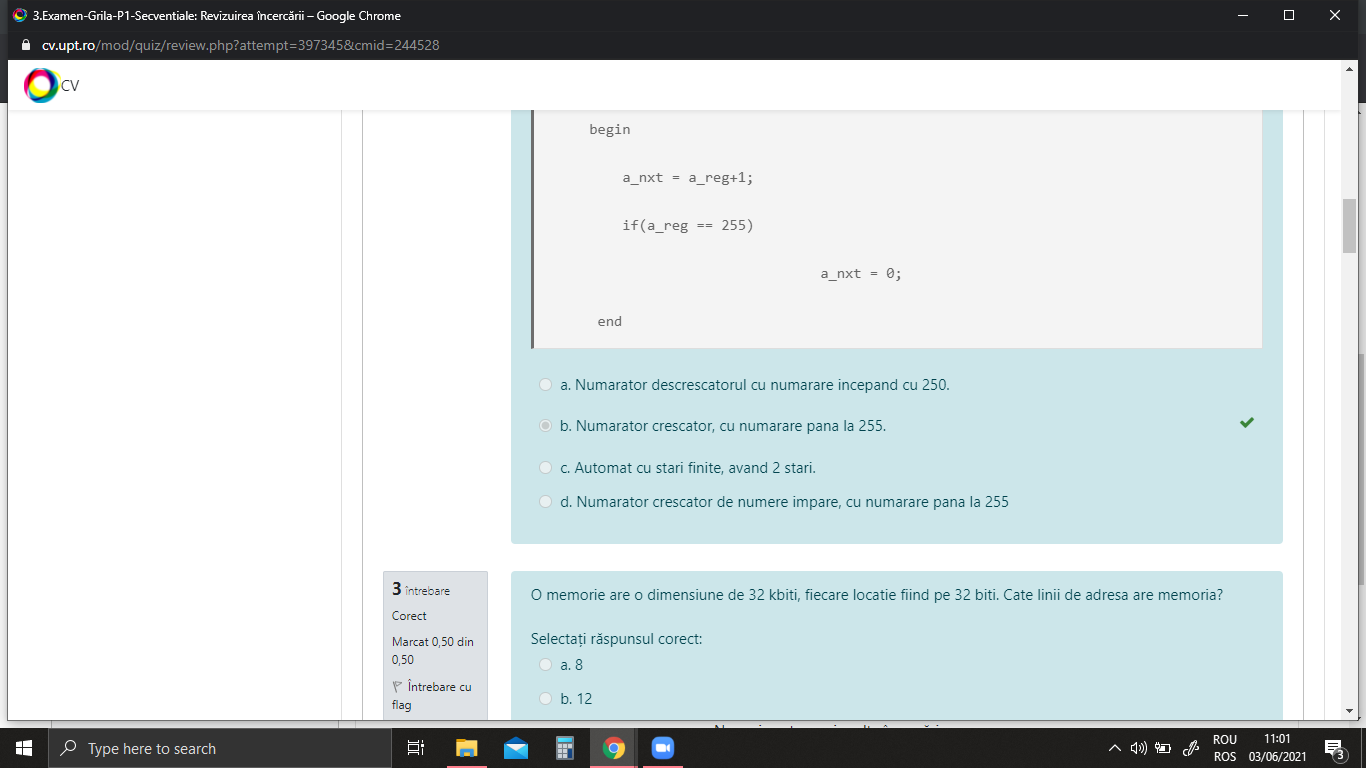 3.Examen-Grila-P1-Secventiale: Revizuirea încercării – Google Chrome
cv.upt.ro/mod/quiz/review.php?attempt=397345&cmid=244528
CV
begin
a_nxt = a_reg+1;
if(a_reg == 255)
a_nxt = 0;
end
a. Numarator descrescatorul cu numarare incepand cu 250.
b. Numarator crescator, cu numarare pana la 255.
c. Automat cu stari finite, avand 2 stari.
d. Numarator crescator de numere impare, cu numarare pana la 255
3 întrebare
Corect
Marcat 0,50 din
0,50
Întrebare cu
flag
O memorie are o dimensiune de 32 kbiti, fiecare locatie fiind pe 32 biti. Cate linii de adresa are memoria?
Selectați răspunsul corect:
a. 8
b. 12
Type here to search
ROU
ROS
11:01
03/06/2021
3